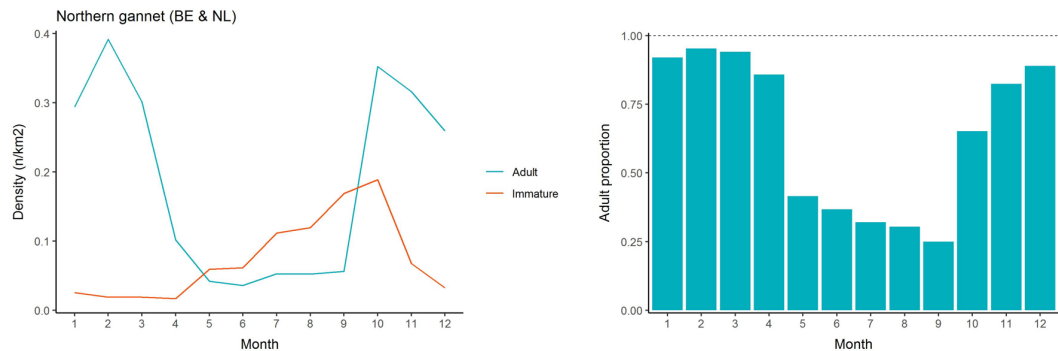 Northern gannet (BE & NL)
Density (n/km2)
0.4
0.3
0.2
0.1
0.0
1 2 3 4 5 6 7 8 9 10 11 12
Month
Adult
Immature
Adult proportion
1.00
0.75
0.50
0.25
0.00
1 2 3 4 5 6 7 8 9 10 11 12
Month